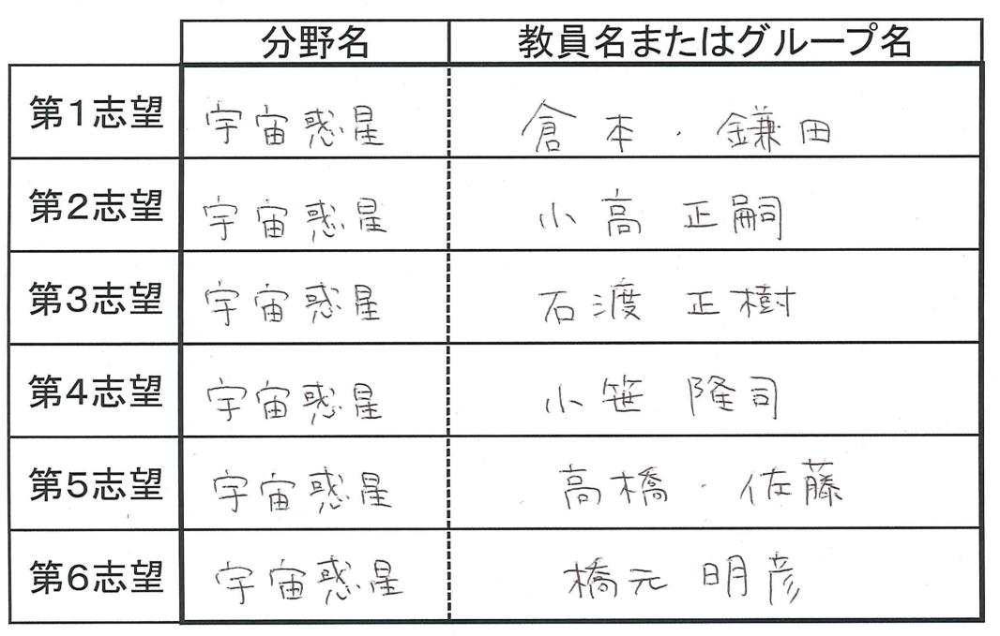 分野名 教員名またはグループ名
第1志望 宇宙惑星 倉本・鎌田
第2志望 宇宙惑星 小高 正嗣
第3志望 宇宙惑星 石渡 正樹
第4志望 宇宙惑星 小笹 隆司
第5志望 宇宙惑星 高橋・佐藤
第6志望 宇宙惑星 橋元 明彦